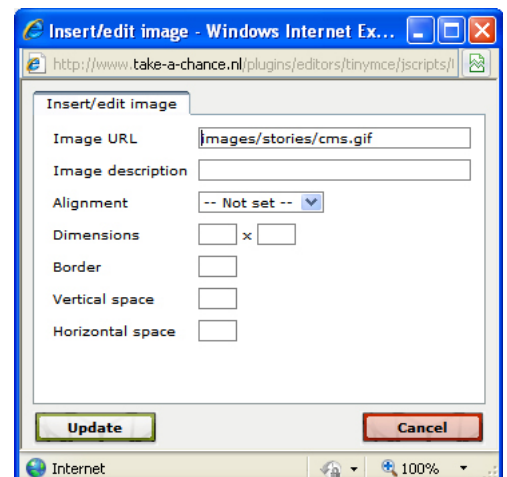 Insert/edit image - Windows Internet Ex...
http://www.take-a-chance.nl/plugins/editors/tinymce/jscripts/
Insert/edit image
Image URL images/stories/cms.gif
Image description
Alignment -- Not set --
Dimensions x
Border
Vertical space
Horizontal space
Update Cancel
Internet 100%